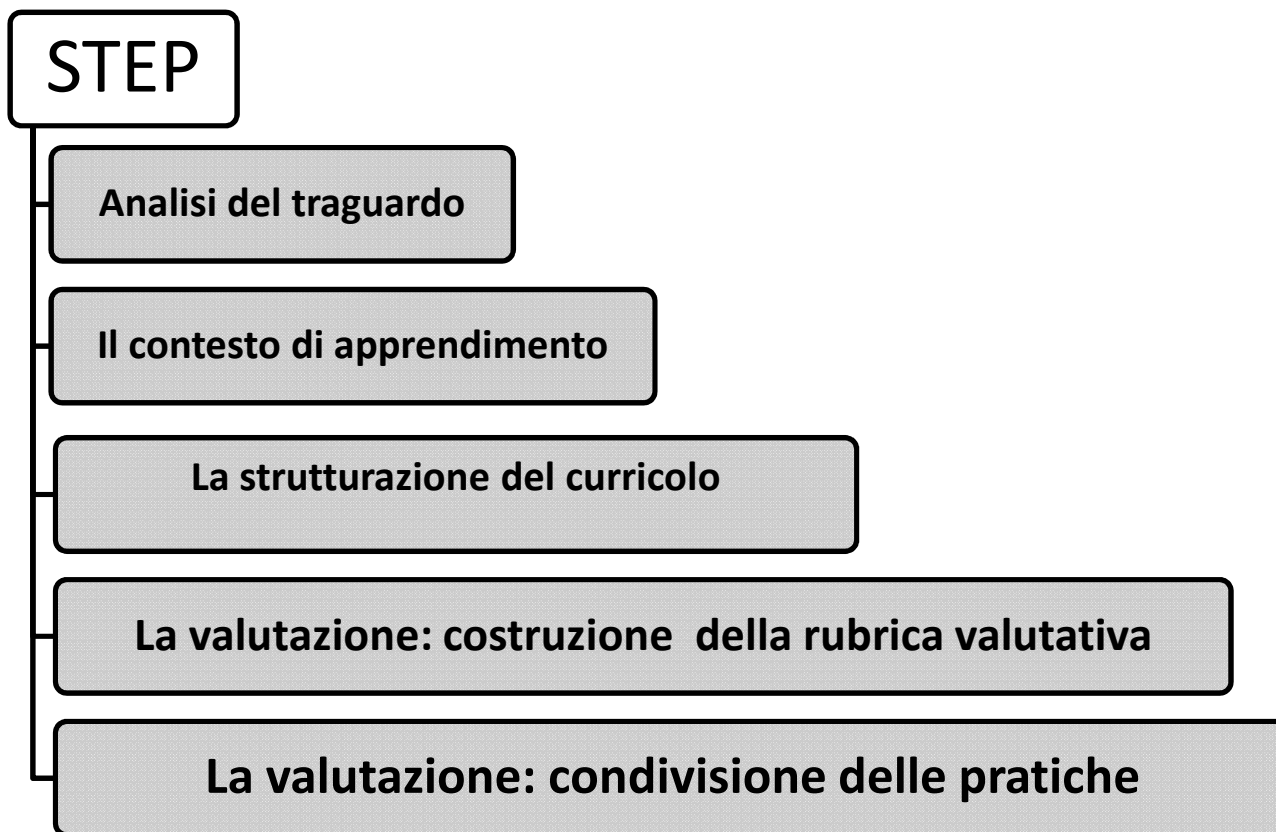 STEP
Analisi del traguardo
Il contesto di apprendimento
La strutturazione del curricolo
La valutazione: costruzione  della rubrica valutativa
La valutazione: condivisione delle pratiche